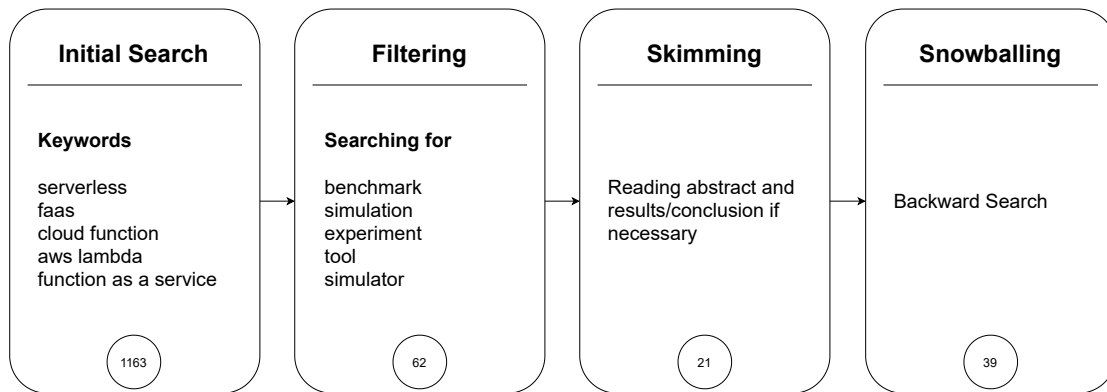 Initial Search
Keywords
serverless
faas
cloud function
aws lambda
function as a service
1163
Filtering
Searching for
benchmark
simulation
experiment
tool
simulator
62
Skimming
Reading abstract and
results/conclusion if
necessary
21
Snowballing
Backward Search
39